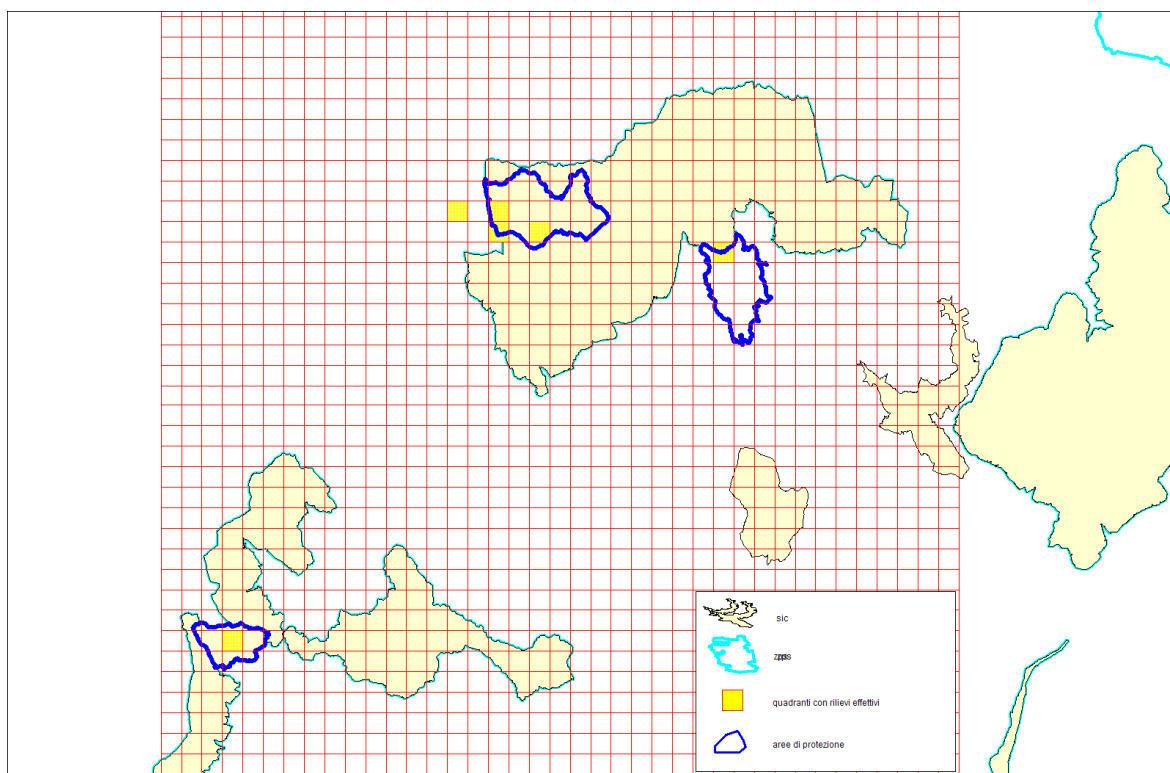 sic
zps
quadranti con rilievi effettivi
aree di protezione